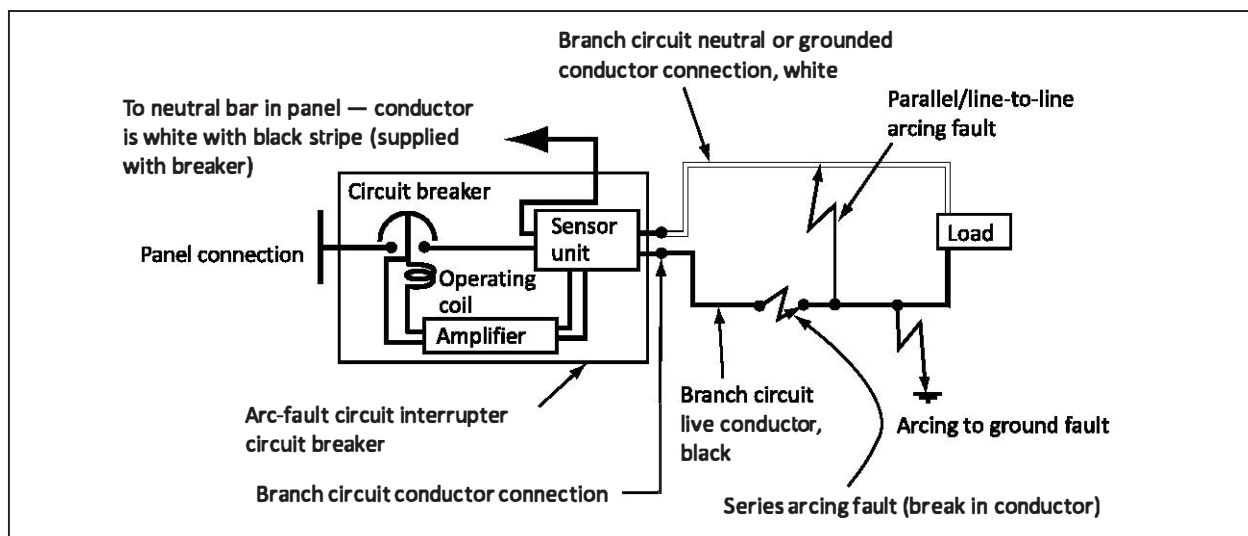 Branch circuit neutral or grounded
conductor connection, white
To neutral bar in panel — conductor
is white with black stripe (supplied
with breaker)
Parallel/line-to-line
arcing fault
Circuit breaker
Sensor
unit
Load
Panel connection
Operating
coil
Amplifier
Branch circuit
live conductor,
black
Arc-fault circuit interrupter
circuit breaker
Arcing to ground fault
Branch circuit conductor connection
Series arcing fault (break in conductor)